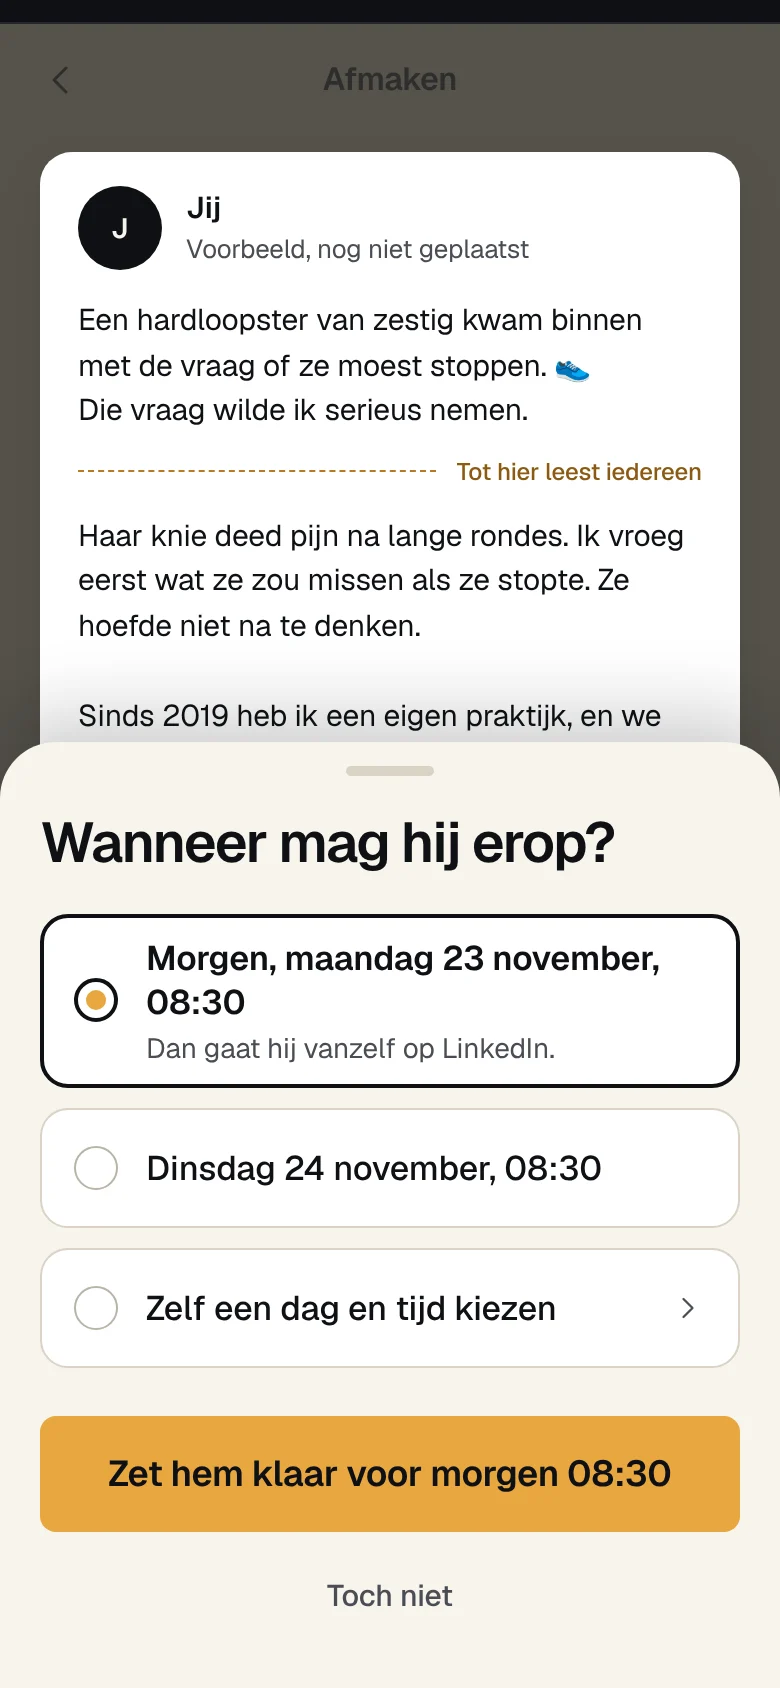 Afmaken
J
Jij
Voorbeeld, nog niet geplaatst
Een hardloopster van zestig kwam binnen
met de vraag of ze moest stoppen. 👟
Die vraag wilde ik serieus nemen.
Tot hier leest iedereen
Haar knie deed pijn na lange rondes. Ik vroeg
eerst wat ze zou missen als ze stopte. Ze
hoefde niet na te denken.
Sinds 2019 heb ik een eigen praktijk, en we
Wanneer mag hij erop?
Morgen, maandag 23 november,
08:30
Dan gaat hij vanzelf op LinkedIn.
Dinsdag 24 november, 08:30
Zelf een dag en tijd kiezen
Zet hem klaar voor morgen 08:30
Toch niet